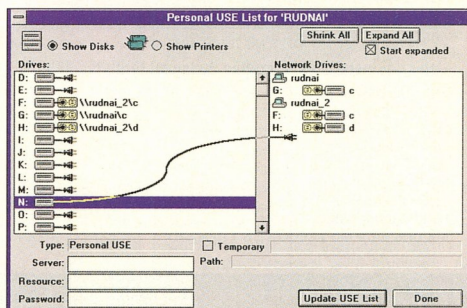 Personal USE List for 'RUDNAI'
Show Disks
Show Printers
Shrink All
Expand All
Start expanded
Drives:
D:
E:
F: \\rudnai_2\c
G: \\rudnai\c
H: \\rudnai_2\d
I:
J:
K:
L:
M:
N:
O:
P:
Network Drives:
rudnai
G: c
rudnai_2
F: c
H: d
Type: Personal USE
Temporary
Server:
Path:
Resource:
Password:
Update USE List
Done